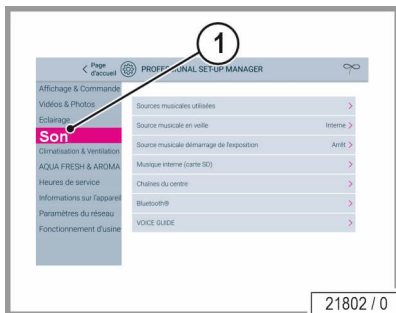 1
Page
d'accueil
PROFESSIONAL SET-UP MANAGER
Affichage & Commande
Vidéos & Photos
Eclairage
Son
Climatisation & Ventilation
AQUA FRESH & AROMA
Heures de service
Informations sur l'appareil
Paramètres du réseau
Fonctionnement d'usine
Sources musicales utilisées
Source musicale en veille Interne
Source musicale démarrage de l'exposition Arrêt
Musique interne (carte SD)
Chaînes du centre
Bluetooth®
VOICE GUIDE
21802 / 0